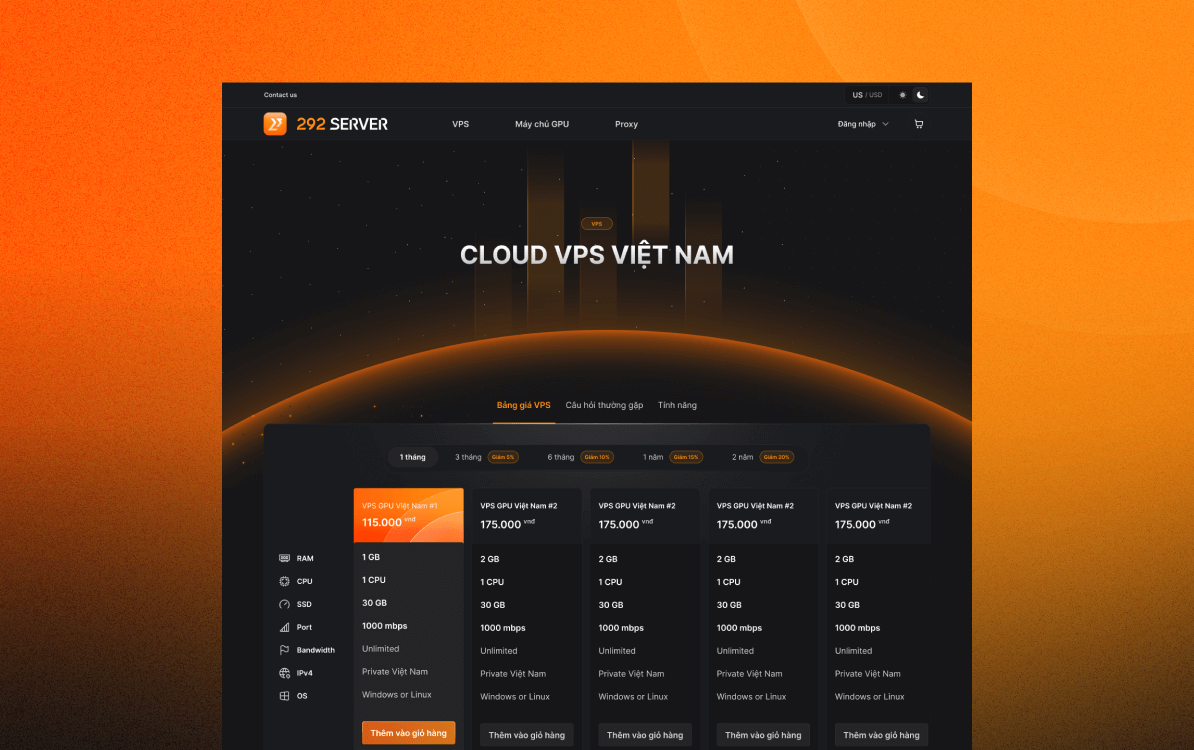 Contact us
US / USD
292 SERVER
VPS
Máy chủ GPU
Proxy
Đăng nhập
VPS
CLOUD VPS VIỆT NAM
Bảng giá VPS
Câu hỏi thường gặp
Tính năng
1 tháng
3 tháng Giảm 5%
6 tháng Giảm 10%
1 năm Giảm 15%
2 năm Giảm 20%
VPS GPU Việt Nam #1
VPS GPU Việt Nam #2
VPS GPU Việt Nam #2
VPS GPU Việt Nam #2
VPS GPU Việt Nam #2
115.000 vnđ
175.000 vnđ
175.000 vnđ
175.000 vnđ
175.000 vnđ
RAM 1 GB 2 GB 2 GB 2 GB 2 GB
CPU 1 CPU 1 CPU 1 CPU 1 CPU 1 CPU
SSD 30 GB 30 GB 30 GB 30 GB 30 GB
Port 1000 mbps 1000 mbps 1000 mbps 1000 mbps 1000 mbps
Bandwidth Unlimited Unlimited Unlimited Unlimited Unlimited
IPv4 Private Việt Nam Private Việt Nam Private Việt Nam Private Việt Nam Private Việt Nam
OS Windows or Linux Windows or Linux Windows or Linux Windows or Linux Windows or Linux
Thêm vào giỏ hàng
Thêm vào giỏ hàng
Thêm vào giỏ hàng
Thêm vào giỏ hàng
Thêm vào giỏ hàng